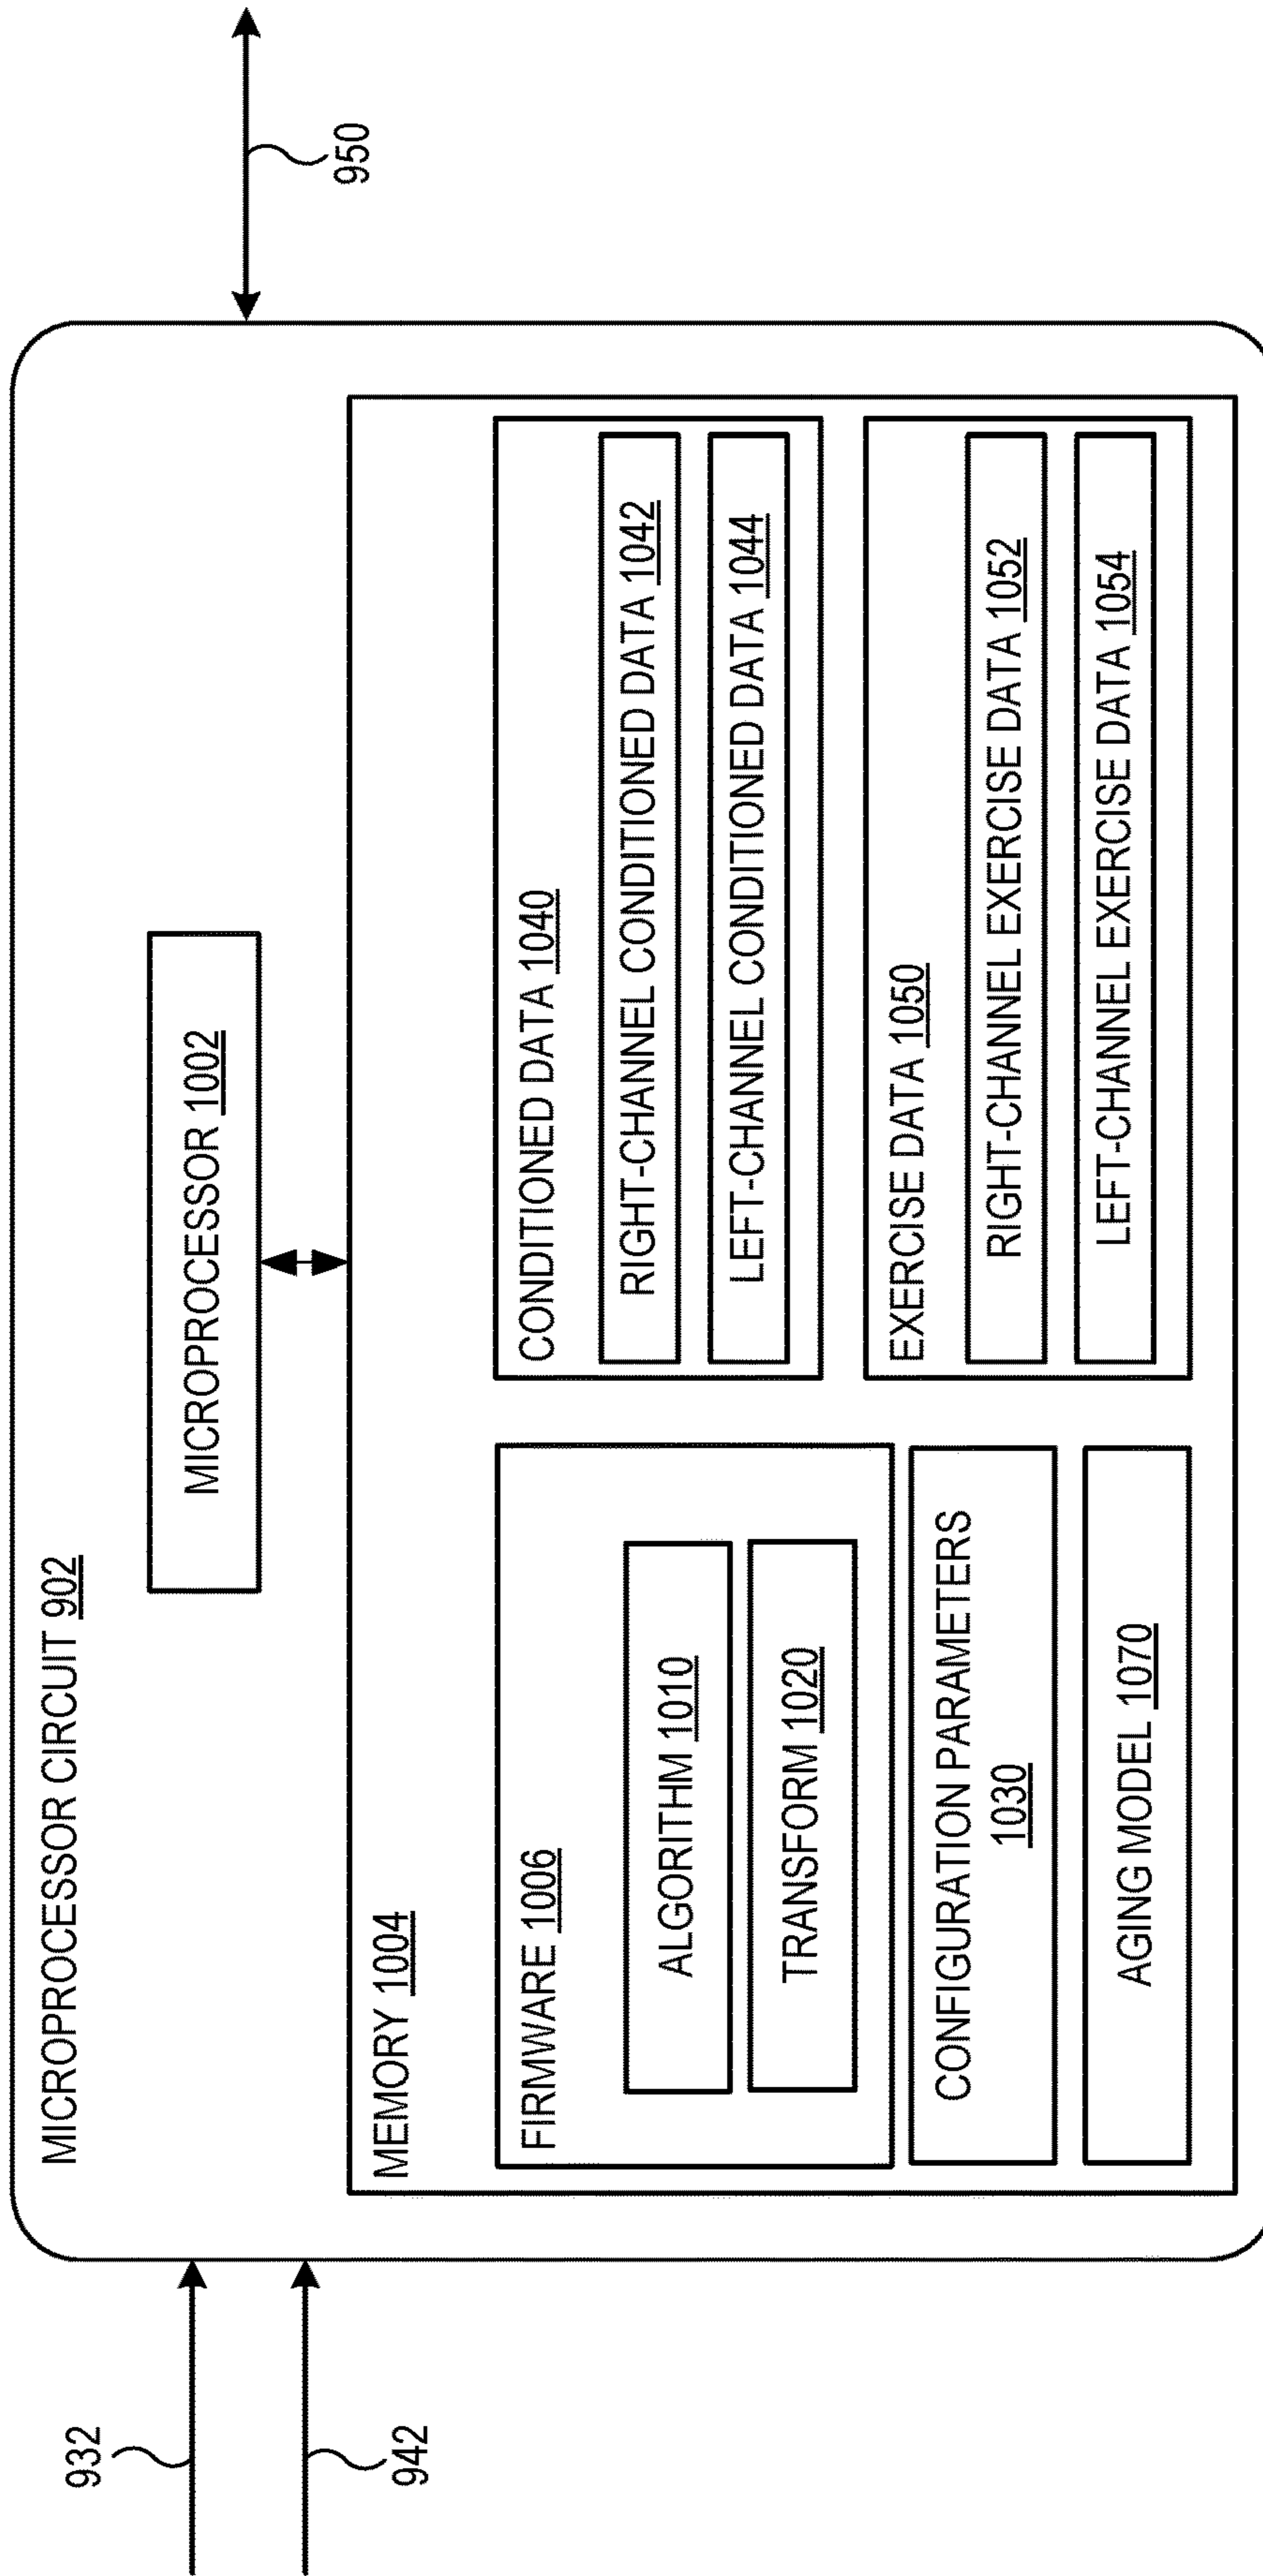 MICROPROCESSOR CIRCUIT 902
932
942
950
MICROPROCESSOR 1002
MEMORY 1004
FIRMWARE 1006
ALGORITHM 1010
TRANSFORM 1020
CONFIGURATION PARAMETERS
1030
AGING MODEL 1070
CONDITIONED DATA 1040
RIGHT-CHANNEL CONDITIONED DATA 1042
LEFT-CHANNEL CONDITIONED DATA 1044
EXERCISE DATA 1050
RIGHT-CHANNEL EXERCISE DATA 1052
LEFT-CHANNEL EXERCISE DATA 1054